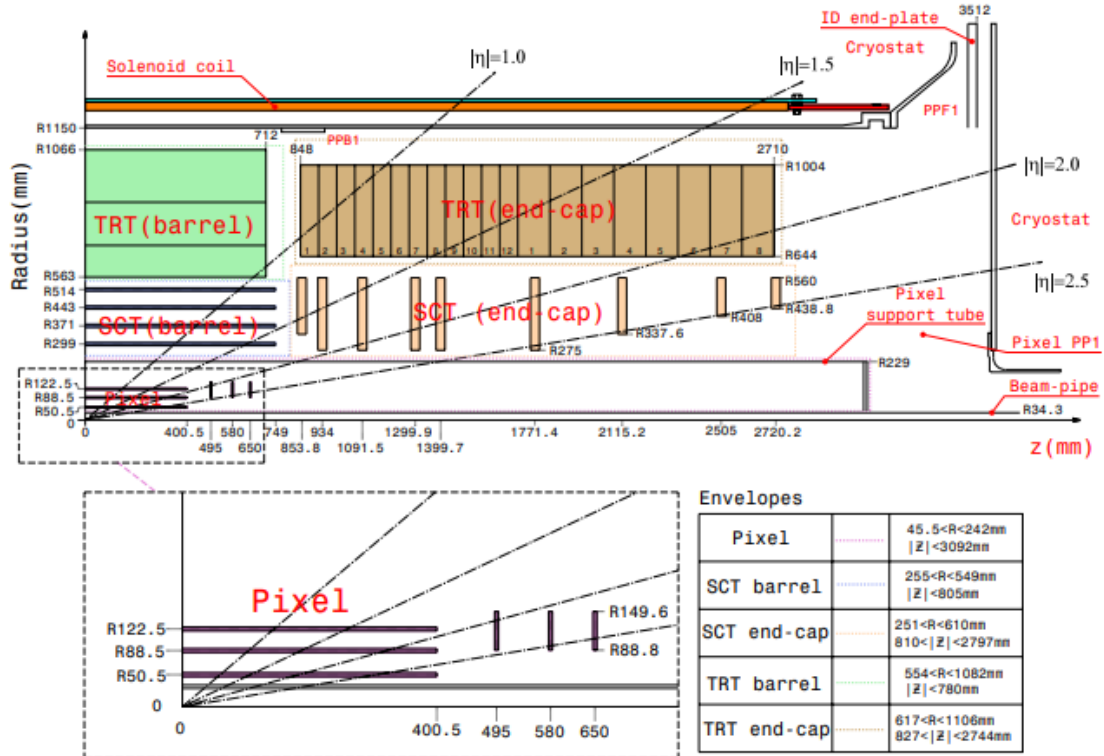 ID end-plate
3512
Cryostat
|η|=1.0
|η|=1.5
Solenoid coil
PPF1
R1150
712
PPB1
R1066
848
2710
R1004
|η|=2.0
Radius(mm)
TRT(barrel)
TRT(end-cap)
Cryostat
1 2 3 4 5 6 7 8 9 10 11 12 1 2 3 4 5 6 7 8
R644
R563
R560
|η|=2.5
R514
Pixel
support tube
R443
SCT(barrel)
SCT (end-cap)
R438.8
R408
R371
R337.6
R299
R275
Pixel PP1
R229
R122.5
Pixel
Beam-pipe
R88.5
R50.5
R34.3
0
0
400.5
580
749
934
1299.9
1771.4
2115.2
2505
2720.2
z(mm)
495
650
853.8
1091.5
1399.7
Pixel
R149.6
R122.5
R88.5
R88.8
R50.5
0
0
400.5
495
580
650
Envelopes
Pixel
45.5<R<242mm
|Z|<3092mm
SCT barrel
255<R<549mm
|Z|<805mm
SCT end-cap
251<R<610mm
810<|Z|<2797mm
TRT barrel
554<R<1082mm
|Z|<780mm
TRT end-cap
617<R<1106mm
827<|Z|<2744mm